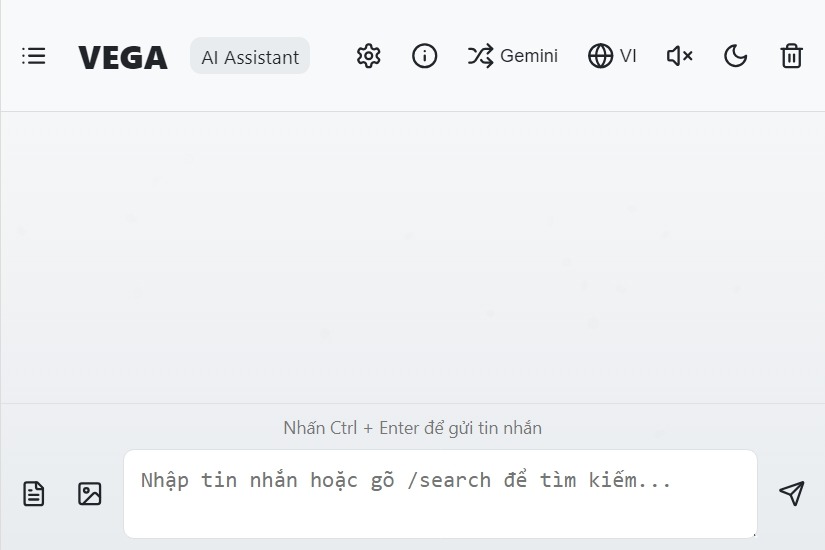 VEGA AI Assistant Gemini VI
Nhấn Ctrl + Enter để gửi tin nhắn
Nhập tin nhắn hoặc gõ /search để tìm kiếm...